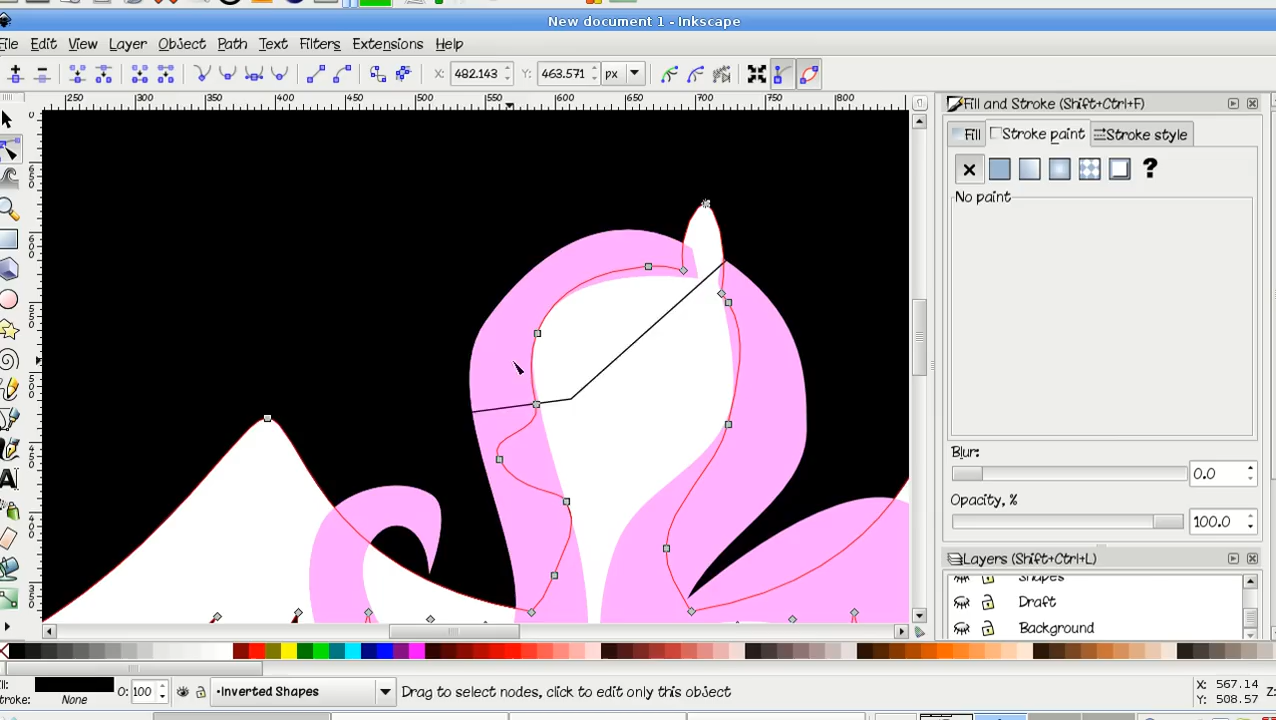 New document 1 - Inkscape
File Edit View Layer Object Path Text Filters Extensions Help
X: 482.143 Y: 463.571 px
Fill and Stroke (Shift+Ctrl+F)
250 300 350 400 450 500 550 600 650 700 750 800
Fill Stroke paint Stroke style
?
No paint
Blur:
0.0
Opacity, %
100.0
Layers (Shift+Ctrl+L)
Shapes
Draft
Background
Fill:
Stroke: None
O: 100
•Inverted Shapes
Drag to select nodes, click to edit only this object
X: 567.14
Y: 508.57
Z: